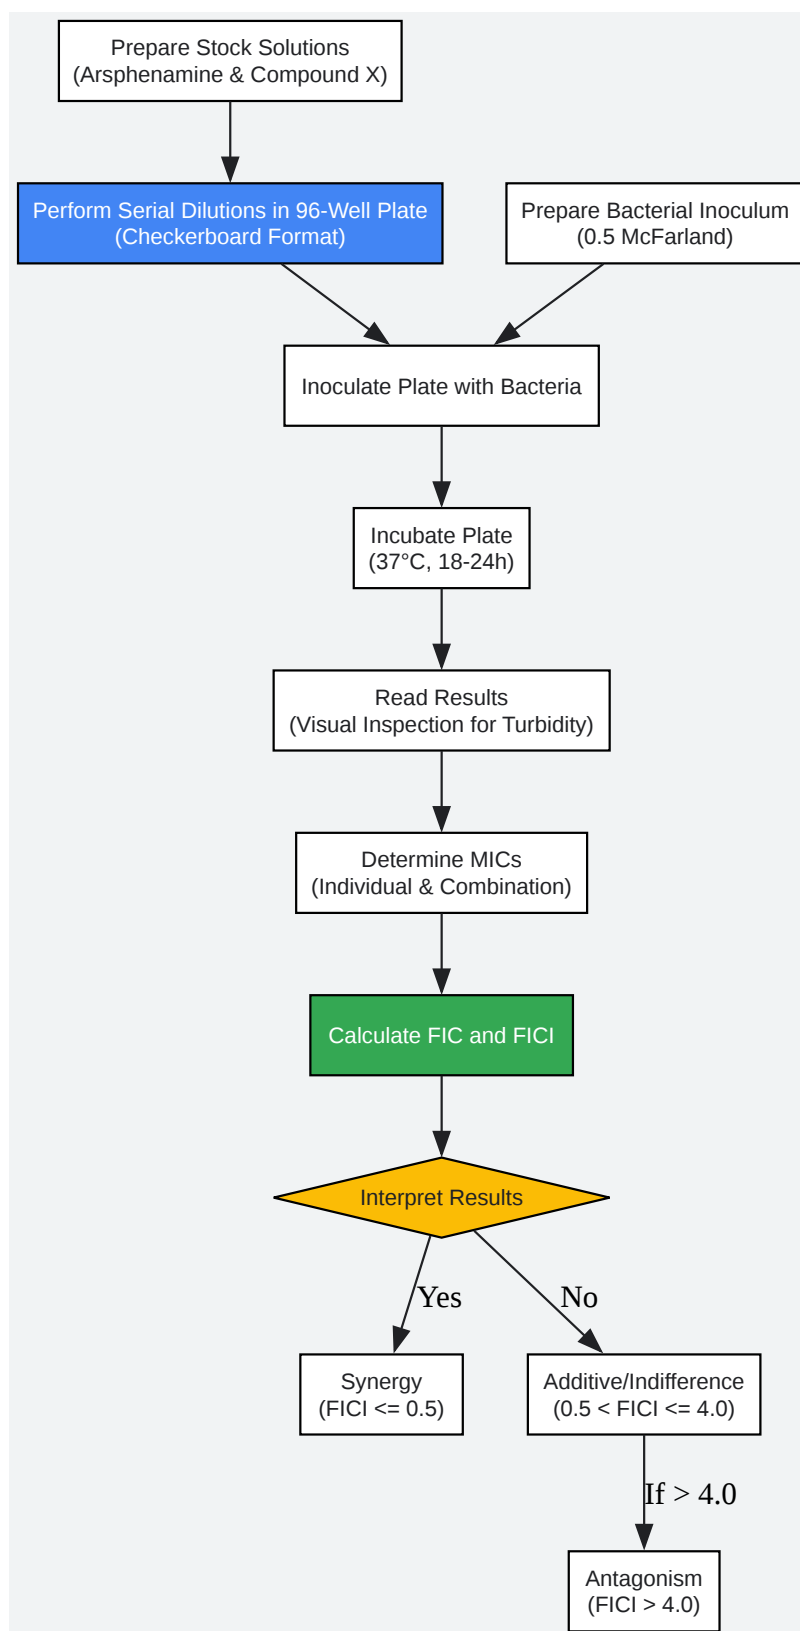 Prepare Stock Solutions
(Arsphenamine & Compound X)
Perform Serial Dilutions in 96-Well Plate
(Checkerboard Format)
Prepare Bacterial Inoculum
(0.5 McFarland)
Inoculate Plate with Bacteria
Incubate Plate
(37°C, 18-24h)
Read Results
(Visual Inspection for Turbidity)
Determine MICs
(Individual & Combination)
Calculate FIC and FICI
Interpret Results
Yes
No
Synergy
(FICI <= 0.5)
Additive/Indifference
(0.5 < FICI <= 4.0)
If > 4.0
Antagonism
(FICI > 4.0)